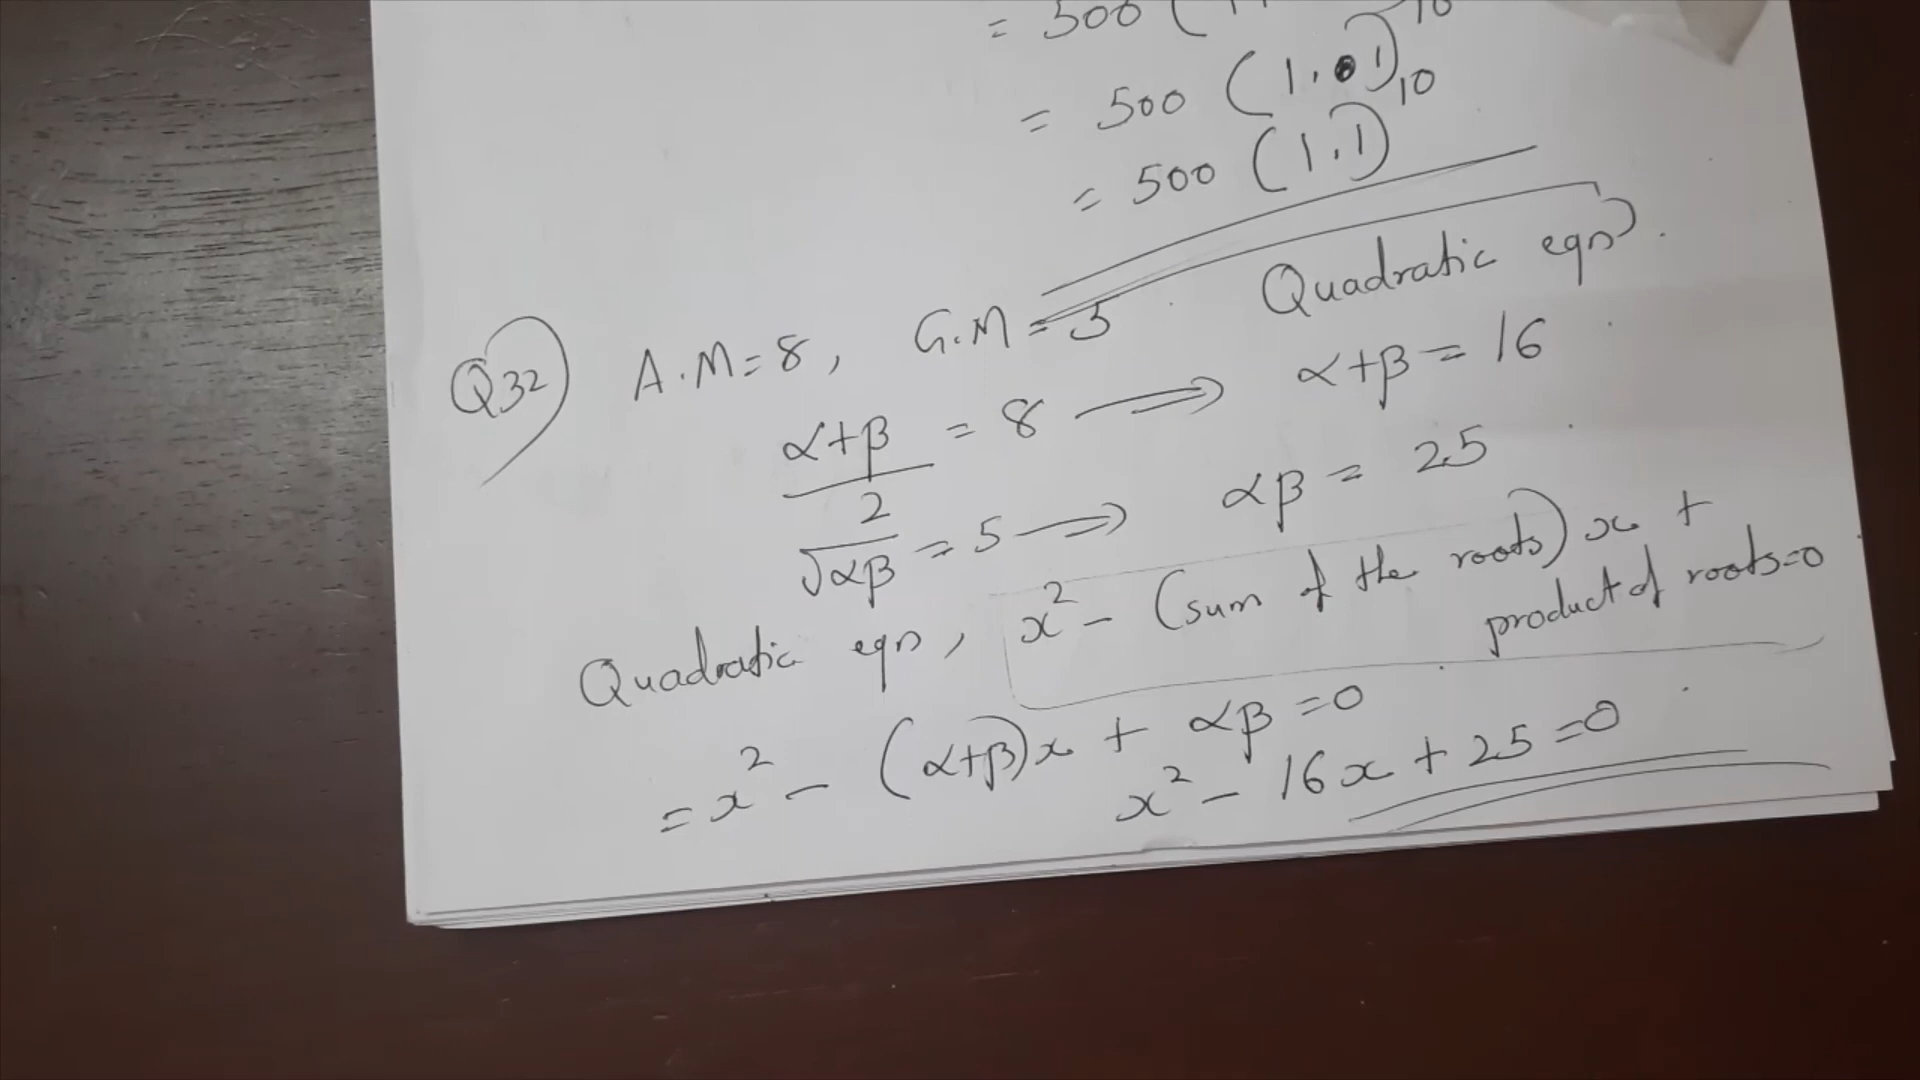 = 500 (1.
10
= 500 (1.01)10
= 500 (1.1)
Q32) A.M=8, G.M=5 Quadratic eqn.
α+β/2 = 8 ⟹ α+β = 16
√αβ = 5 ⟹ αβ = 25
Quadratic eqn, x² - (sum of the roots) x +
product of roots=0
= x² - (α+β)x + αβ =0
x² - 16x + 25 =0